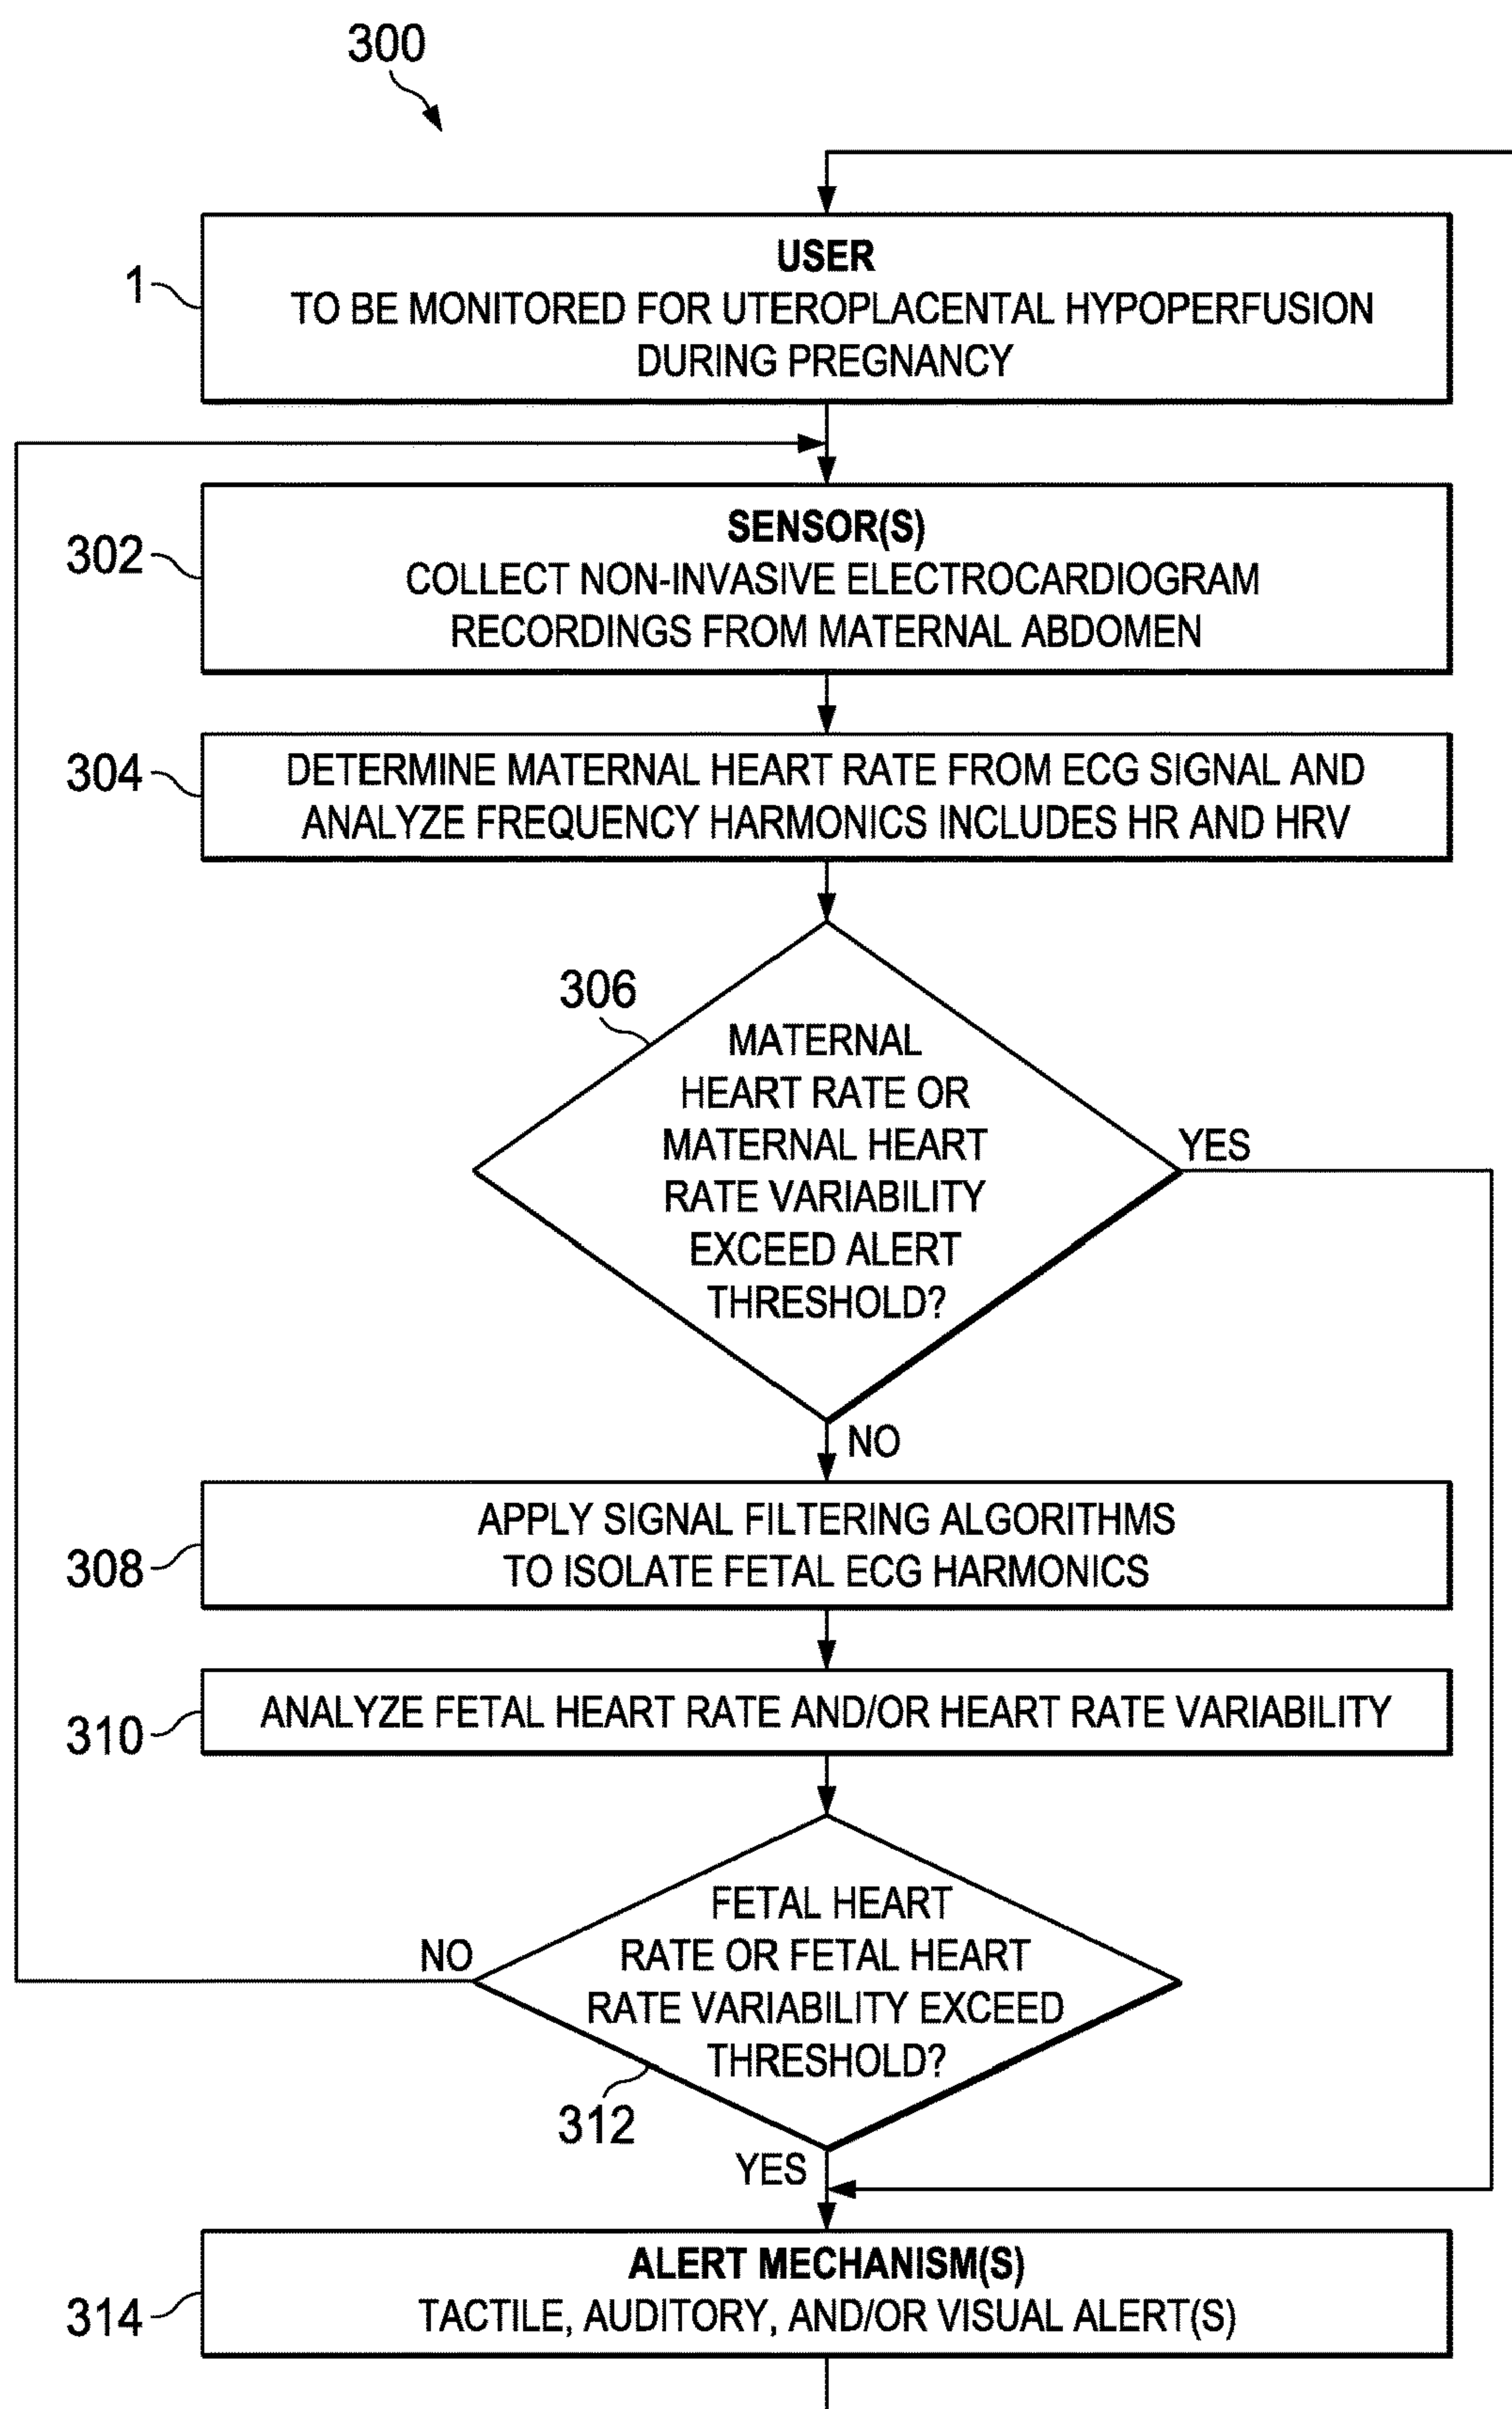 300
1
USER
TO BE MONITORED FOR UTEROPLACENTAL HYPOPERFUSION
DURING PREGNANCY
302
SENSOR(S)
COLLECT NON-INVASIVE ELECTROCARDIOGRAM
RECORDINGS FROM MATERNAL ABDOMEN
304
DETERMINE MATERNAL HEART RATE FROM ECG SIGNAL AND
ANALYZE FREQUENCY HARMONICS INCLUDES HR AND HRV
306
MATERNAL
HEART RATE OR
MATERNAL HEART
RATE VARIABILITY
EXCEED ALERT
THRESHOLD?
YES
NO
308
APPLY SIGNAL FILTERING ALGORITHMS
TO ISOLATE FETAL ECG HARMONICS
310
ANALYZE FETAL HEART RATE AND/OR HEART RATE VARIABILITY
FETAL HEART
RATE OR FETAL HEART
RATE VARIABILITY EXCEED
THRESHOLD?
NO
312
YES
314
ALERT MECHANISM(S)
TACTILE, AUDITORY, AND/OR VISUAL ALERT(S)